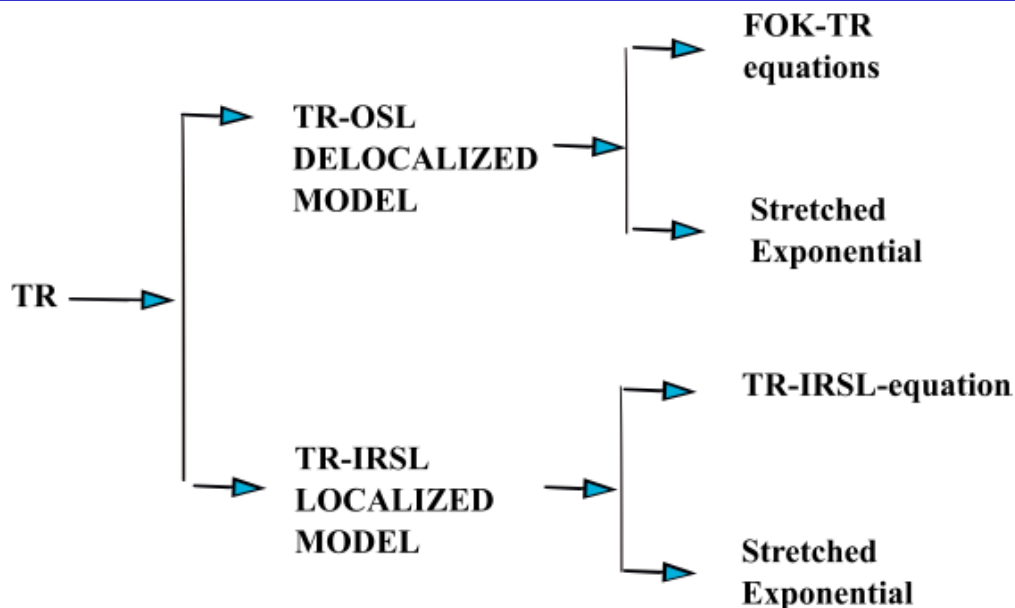 TR
TR-OSL
DELOCALIZED
MODEL
FOK-TR
equations
Stretched
Exponential
TR-IRSL
LOCALIZED
MODEL
TR-IRSL-equation
Stretched
Exponential